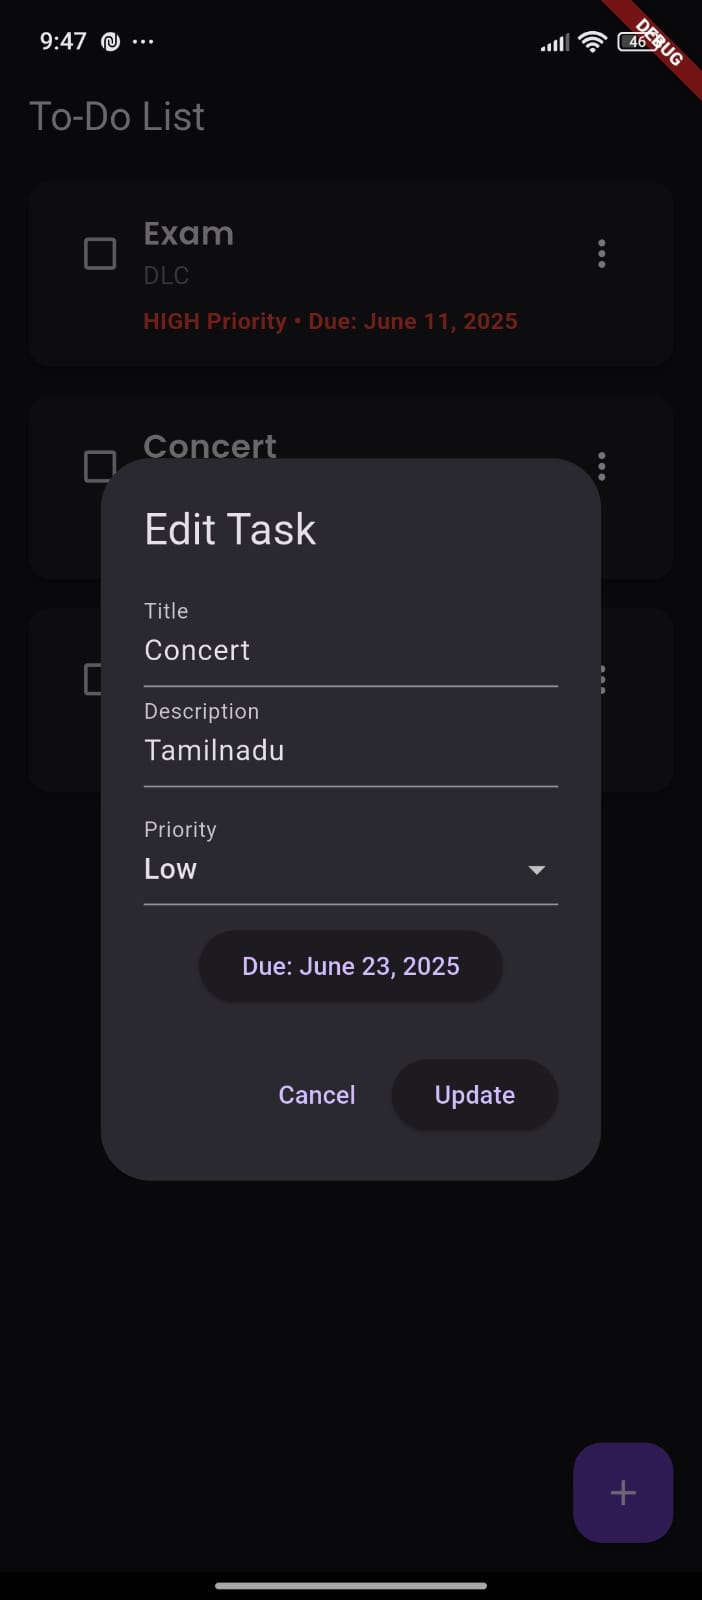 9:47
46
DEBUG
To-Do List
Exam
DLC
HIGH Priority • Due: June 11, 2025
Concert
Edit Task
Title
Concert
Description
Tamilnadu
Priority
Low
Due: June 23, 2025
Cancel Update